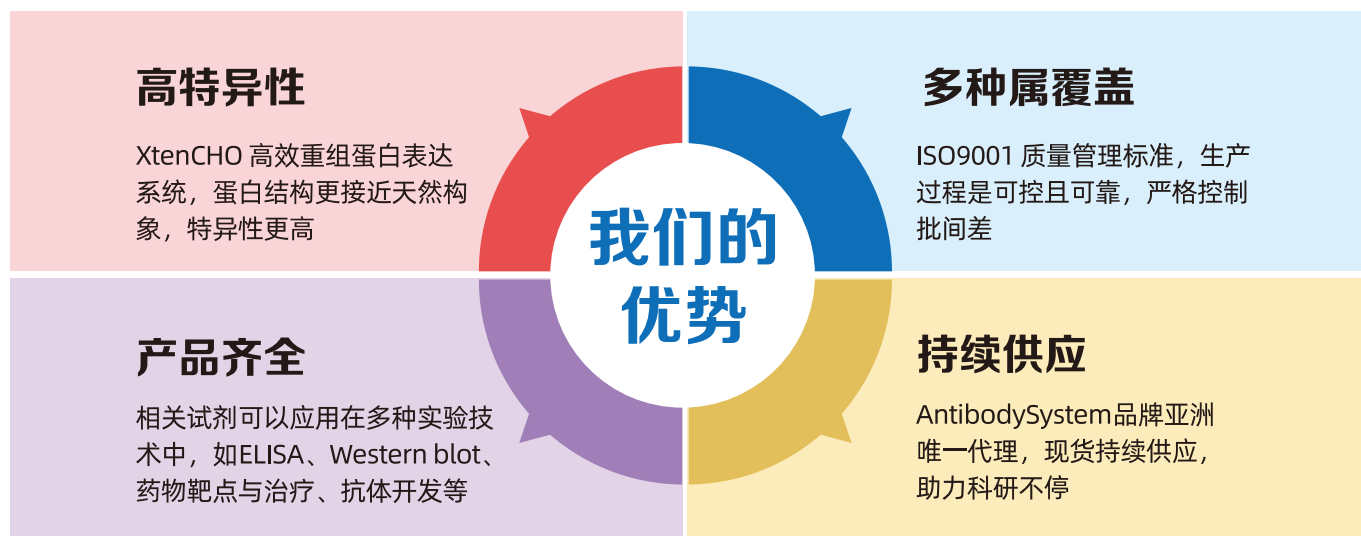 高特异性
XtenCHO 高效重组蛋白表达
系统，蛋白结构更接近天然构
象，特异性更高
多种属覆盖
ISO9001 质量管理标准，生产
过程是可控且可靠，严格控制
批间差
我们的
优势
产品齐全
相关试剂可以应用在多种实验技
术中，如ELISA、Western blot、
药物靶点与治疗、抗体开发等
持续供应
AntibodySystem品牌亚洲
唯一代理，现货持续供应，
助力科研不停